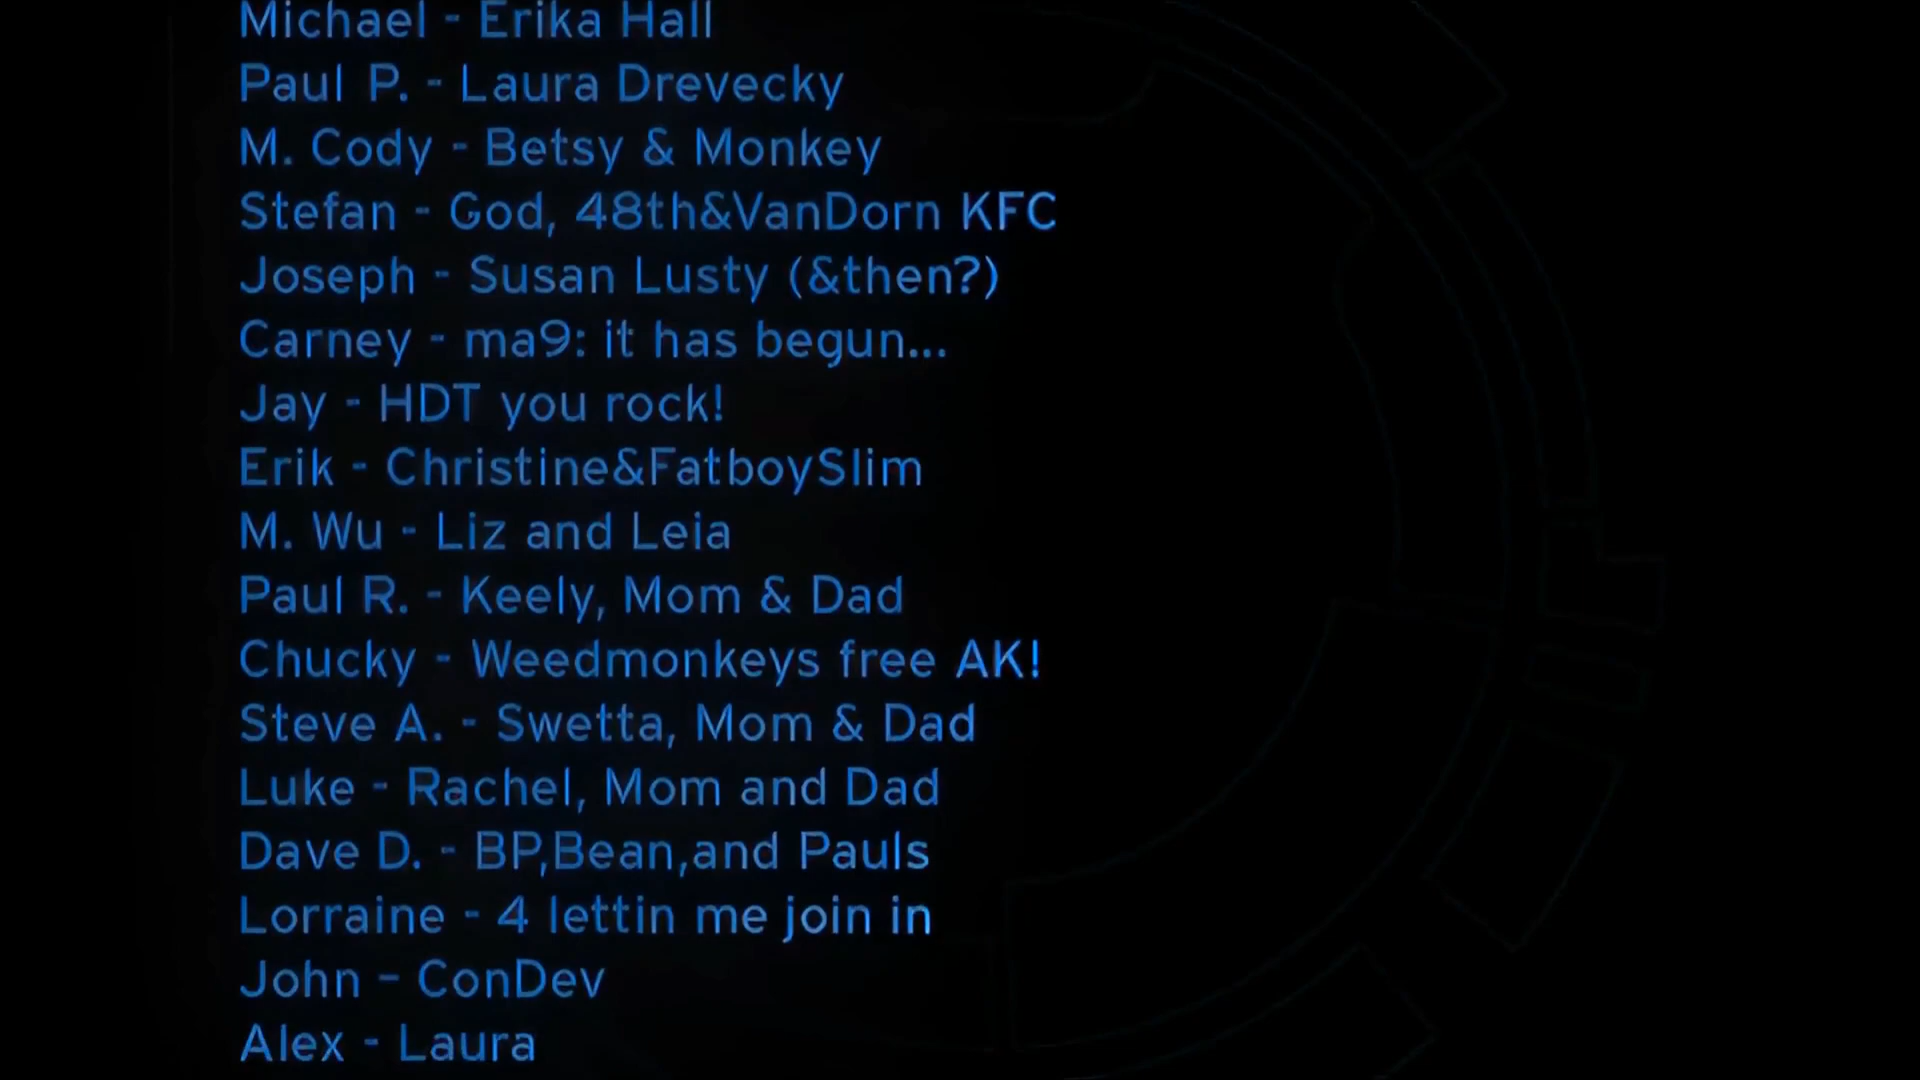 Michael - Erika Hall
Paul P. - Laura Drevecky
M. Cody - Betsy & Monkey
Stefan - God, 48th&VanDorn KFC
Joseph - Susan Lusty (&then?)
Carney - ma9: it has begun...
Jay - HDT you rock!
Erik - Christine&FatboySlim
M. Wu - Liz and Leia
Paul R. - Keely, Mom & Dad
Chucky - Weedmonkeys free AK!
Steve A. - Swetta, Mom & Dad
Luke - Rachel, Mom and Dad
Dave D. - BP,Bean,and Pauls
Lorraine - 4 lettin me join in
John – ConDev
Alex - Laura